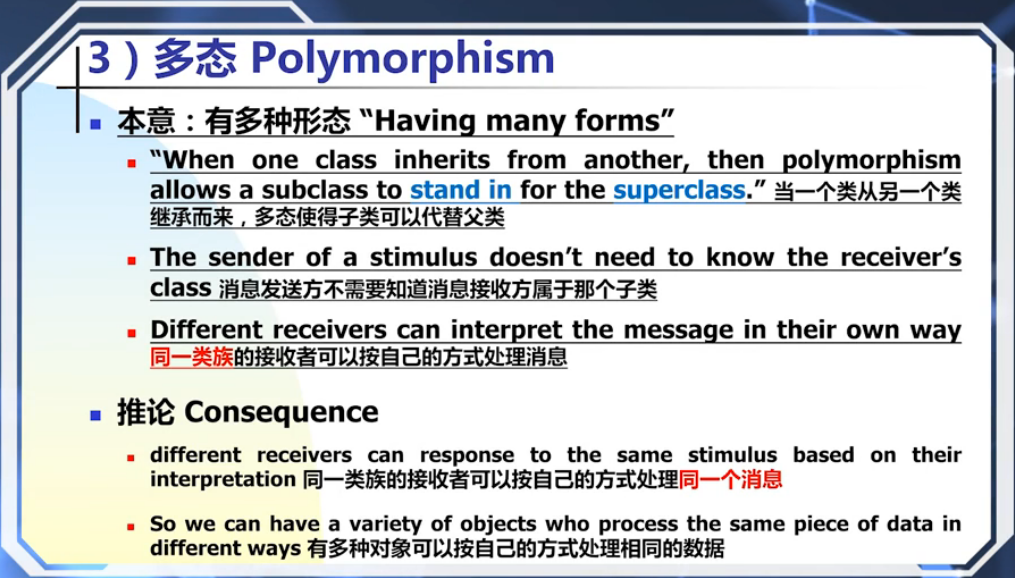 3）多态 Polymorphism
本意：有多种形态 “Having many forms”
“When one class inherits from another, then polymorphism
allows a subclass to stand in for the superclass.” 当一个类从另一个类
继承而来，多态使得子类可以代替父类
The sender of a stimulus doesn’t need to know the receiver’s
class 消息发送方不需要知道消息接收方属于那个子类
Different receivers can interpret the message in their own way
同一类族的接收者可以按自己的方式处理消息
推论 Consequence
different receivers can response to the same stimulus based on their
interpretation 同一类族的接收者可以按自己的方式处理同一个消息
So we can have a variety of objects who process the same piece of data in
different ways 有多种对象可以按自己的方式处理相同的数据